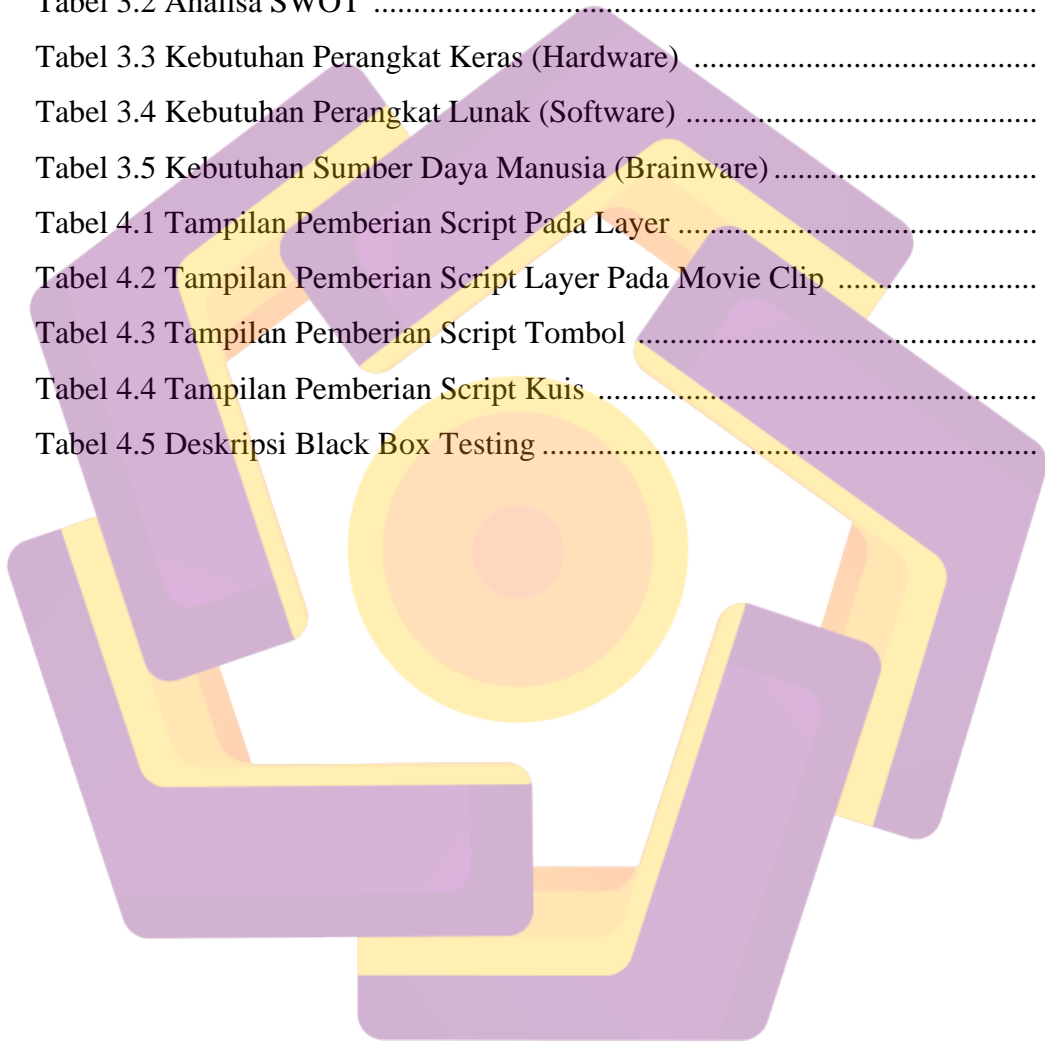 Tabel 3.2 Analisa SWOT ........................................................................................
Tabel 3.3 Kebutuhan Perangkat Keras (Hardware) .............................................
Tabel 3.4 Kebutuhan Perangkat Lunak (Software) ..............................................
Tabel 3.5 Kebutuhan Sumber Daya Manusia (Brainware) ..................................
Tabel 4.1 Tampilan Pemberian Script Pada Layer ...............................................
Tabel 4.2 Tampilan Pemberian Script Layer Pada Movie Clip ..........................
Tabel 4.3 Tampilan Pemberian Script Tombol ....................................................
Tabel 4.4 Tampilan Pemberian Script Kuis .........................................................
Tabel 4.5 Deskripsi Black Box Testing ................................................................